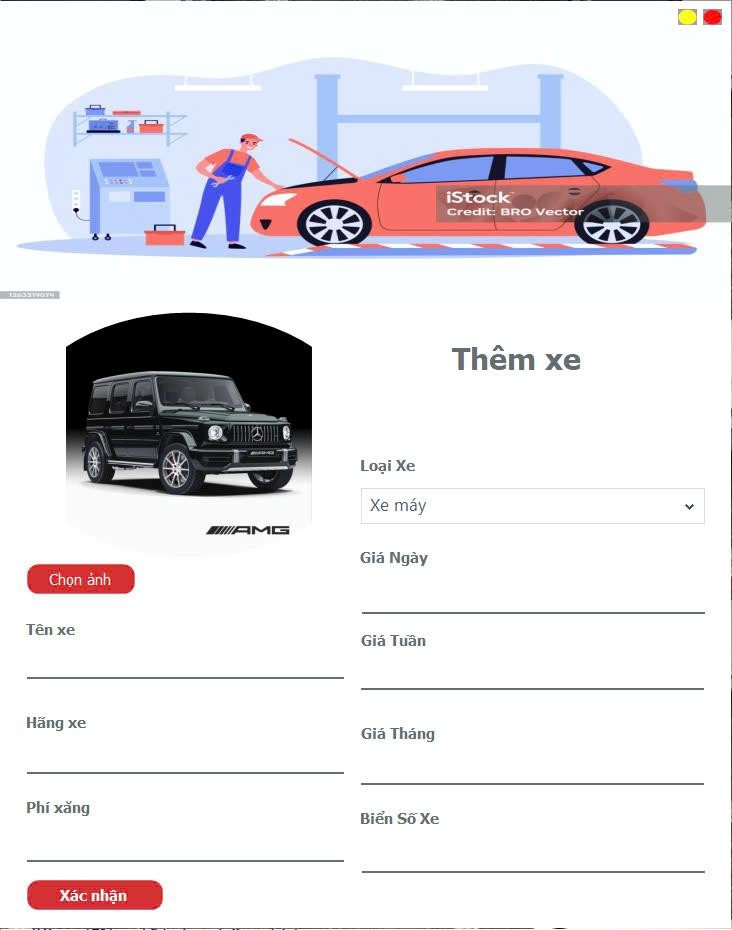 iStock
Credit: BRO Vector
1263319074
AMG
Thêm xe
Loại Xe
Xe máy
Giá Ngày
Chọn ảnh
Tên xe
Giá Tuần
Hãng xe
Giá Tháng
Phí xăng
Biển Số Xe
Xác nhận